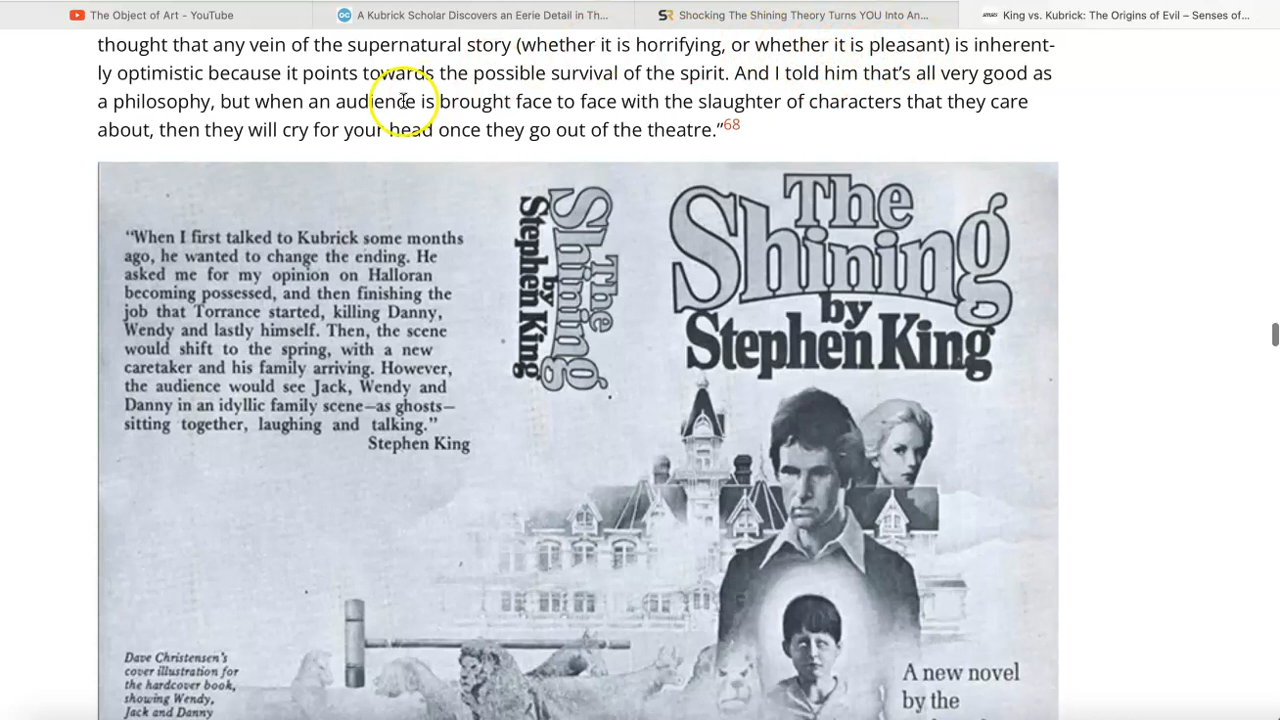 The Object of Art - YouTube
A Kubrick Scholar Discovers an Eerie Detail in Th...
Shocking The Shining Theory Turns YOU Into An...
King vs. Kubrick: The Origins of Evil – Senses of...
thought that any vein of the supernatural story (whether it is horrifying, or whether it is pleasant) is inherent-
ly optimistic because it points towards the possible survival of the spirit. And I told him that's all very good as
a philosophy, but when an audience is brought face to face with the slaughter of characters that they care
about, then they will cry for your head once they go out of the theatre."68
"When I first talked to Kubrick some months
ago, he wanted to change the ending. He
asked me for my opinion on Halloran
becoming possessed, and then finishing the
job that Torrance started, killing Danny,
Wendy and lastly himself. Then, the scene
would shift to the spring, with a new
caretaker and his family arriving. However,
the audience would see Jack, Wendy and
Danny in an idyllic family scene—as ghosts—
sitting together, laughing and talking."
Stephen King
The
Shining
by
Stephen King
The
Shining
by
Stephen King
Dave Christensen's
cover illustration for
the hardcover book,
showing Wendy,
Jack and Danny
A new novel
by the